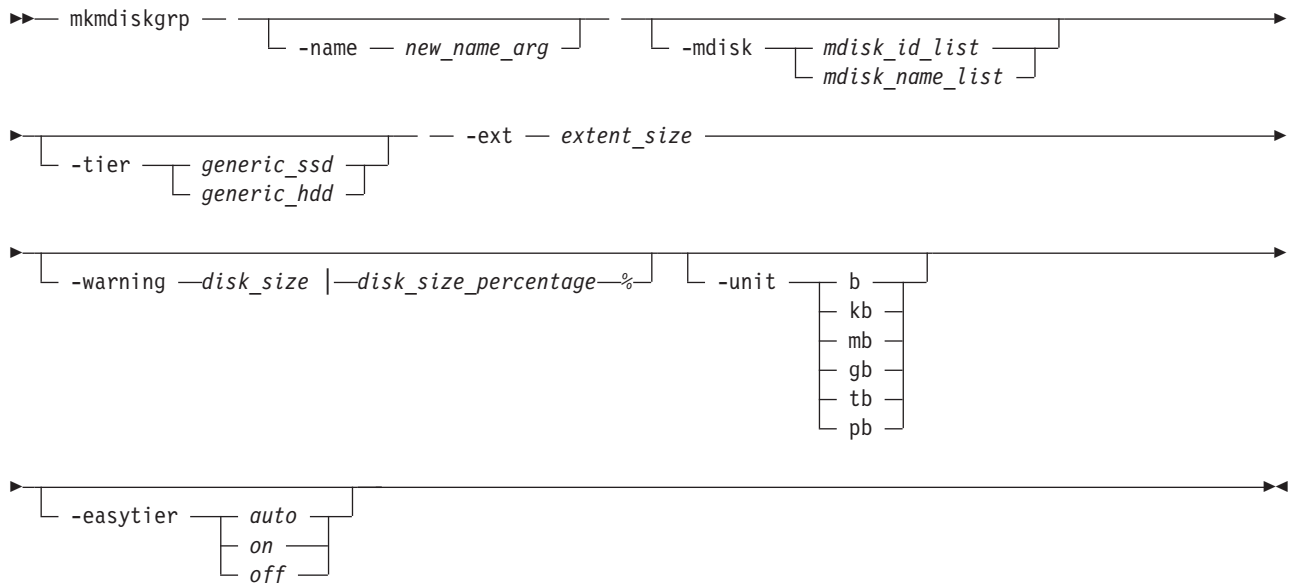 mkmdiskgrp
-name new_name_arg
-mdisk mdisk_id_list
mdisk_name_list
-tier generic_ssd
generic_hdd
-ext extent_size
-warning disk_size | disk_size_percentage %
-unit b
kb
mb
gb
tb
pb
-easytier auto
on
off